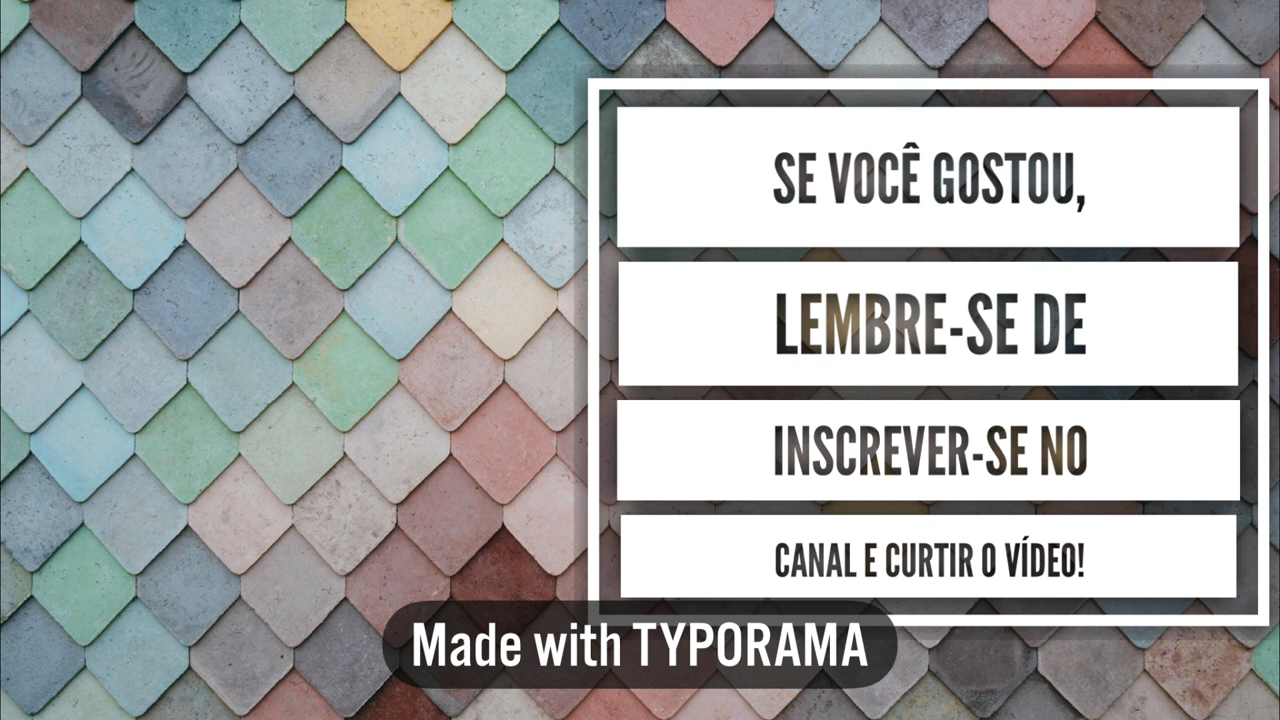 SE VOCÊ GOSTOU,
LEMBRE-SE DE
INSCREVER-SE NO
CANAL E CURTIR O VÍDEO!
Made with TYPORAMA